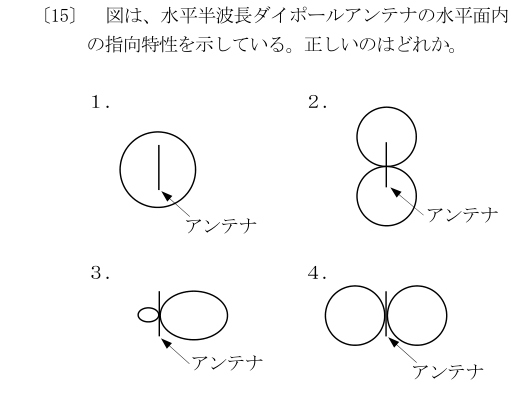 〔15〕　図は、水平半波長ダイポールアンテナの水平面内
の指向特性を示している。正しいのはどれか。
１．
２．
アンテナ
アンテナ
３．
４．
アンテナ
アンテナ